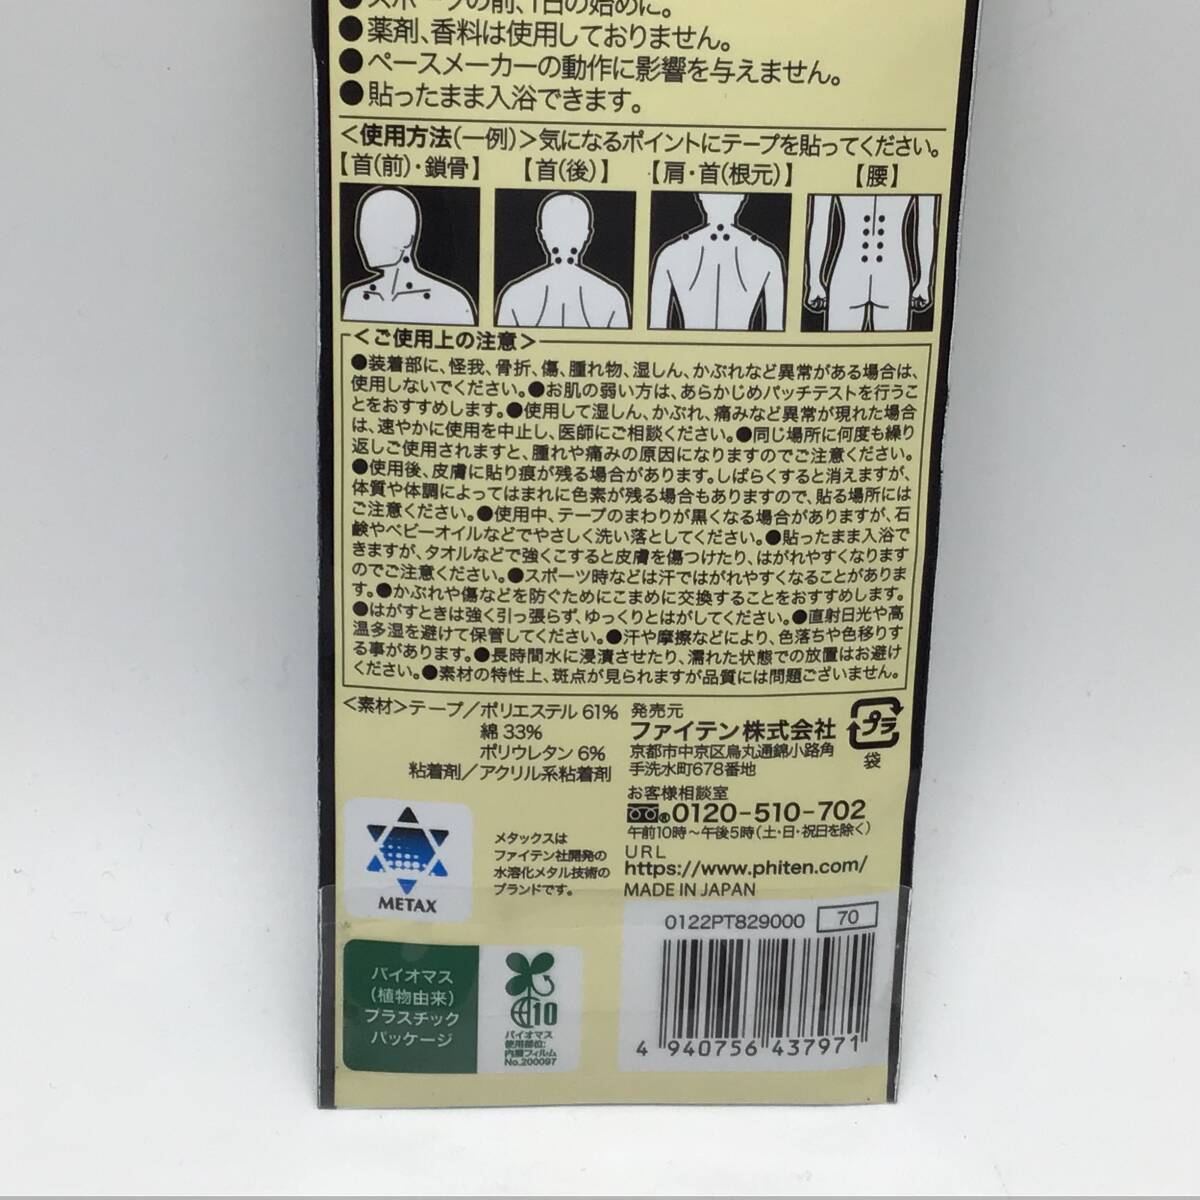 ●スポーツの前、1日の始めに。
●薬剤、香料は使用しておりません。
●ペースメーカーの動作に影響を与えません。
●貼ったまま入浴できます。
＜使用方法(一例)＞気になるポイントにテープを貼ってください。
【首(前)・鎖骨】 【首(後)】 【肩・首(根元)】 【腰】
＜ご使用上の注意＞
●装着部に、怪我、骨折、傷、腫れ物、湿しん、かぶれなど異常がある場合は、
使用しないでください。●お肌の弱い方は、あらかじめパッチテストを行うこ
とをおすすめします。●使用して湿しん、かぶれ、痛みなど異常が現れた場合
は、速やかに使用を中止し、医師にご相談ください。●同じ場所に何度も繰り
返しご使用されますと、腫れや痛みの原因になりますのでご注意ください。
●使用後、皮膚に貼り痕が残る場合があります。しばらくすると消えますが、
体質や体調によってはまれに色素が残る場合もありますので、貼る場所には
ご注意ください。●使用中、テープのまわりが黒くなる場合がありますが、石
鹸やベビーオイルなどでやさしく洗い落としてください。●貼ったまま入浴で
きますが、タオルなどで強くこすると皮膚を傷つけたり、はがれやすくなります
のでご注意ください。●スポーツ時などは汗ではがれやすくなることがありま
す。●かぶれや傷などを防ぐためにこまめに交換することをおすすめします。
●はがすときは強く引っ張らず、ゆっくりとはがしてください。●直射日光や高
温多湿を避けて保管してください。●汗や摩擦などにより、色落ちや色移りす
る事があります。●長時間水に浸漬させたり、濡れた状態での放置はお避け
ください。●素材の特性上、斑点が見られますが品質には問題ございません。
＜素材＞テープ／ポリエステル 61%
綿 33%
ポリウレタン 6%
粘着剤／アクリル系粘着剤
発売元
ファイテン株式会社
京都市中京区烏丸通錦小路角
手洗水町678番地
プラ
袋
お客様相談室
0120-510-702
午前10時～午後5時(土・日・祝日を除く)
URL
https://www.phiten.com/
MADE IN JAPAN
METAX
メタックスは
ファイテン社開発の
水溶化メタル技術の
ブランドです。
0122PT829000 70
4 940756 437971
バイオマス
(植物由来)
プラスチック
パッケージ
10
バイオマス
使用部位:
内層フィルム
No.200097